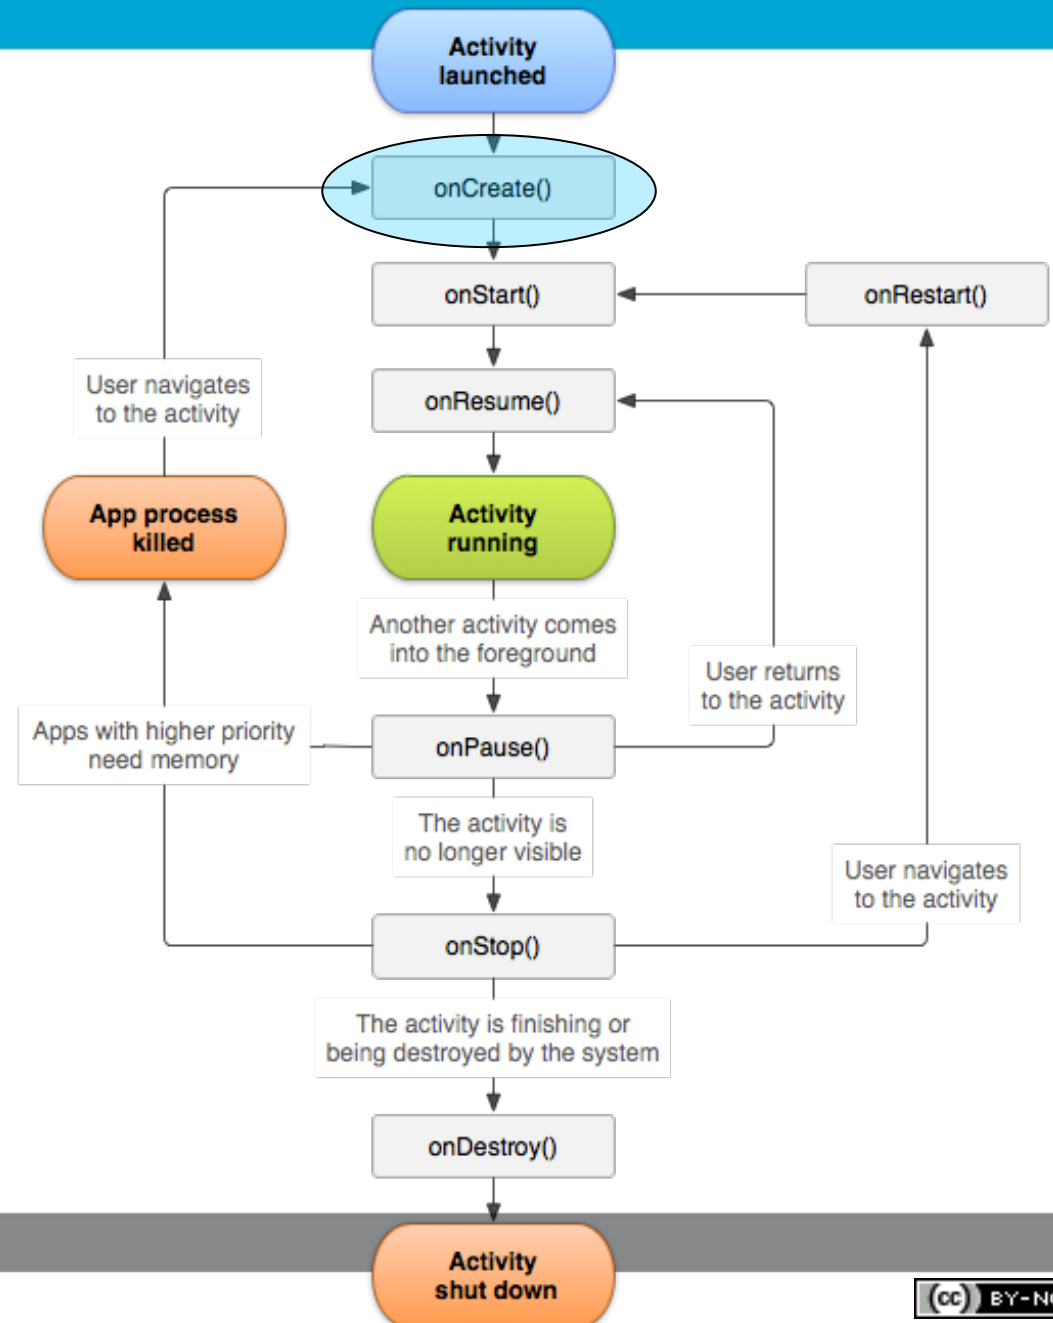 Activity
launched
onCreate()
onStart()
onRestart()
onResume()
User navigates
to the activity
App process
killed
Activity
running
Another activity comes
into the foreground
User returns
to the activity
Apps with higher priority
need memory
onPause()
The activity is
no longer visible
User navigates
to the activity
onStop()
The activity is finishing or
being destroyed by the system
onDestroy()
Activity
shut down
(cc) BY-N